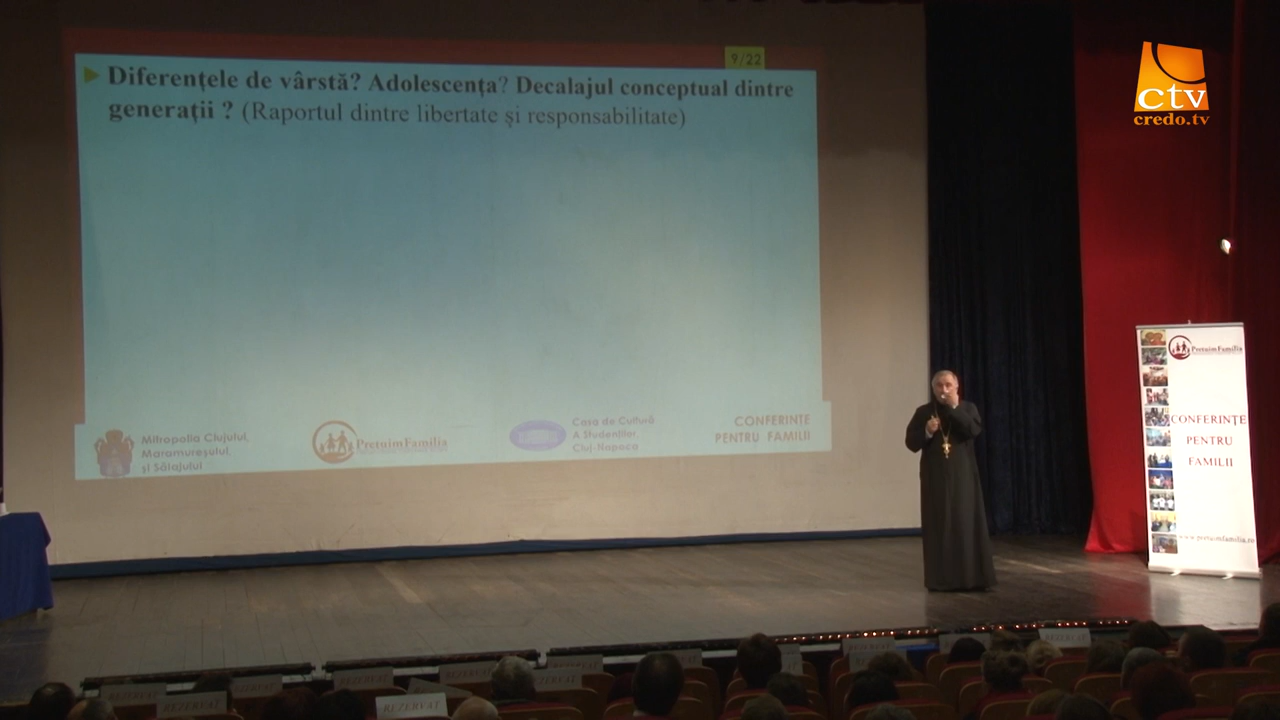 9/22
Diferențele de vârstă? Adolescența? Decalajul conceptual dintre
generații ? (Raportul dintre libertate și responsabilitate)
Mitropolia Clujului,
Maramureșului,
și Sălajului
PretuimFamilia
Casa de Cultură
A Studenților,
Cluj-Napoca
CONFERINȚE
PENTRU FAMILII
ctv
credo.tv
PretuimFamilia
CONFERINȚE
PENTRU
FAMILII
www.pretuimfamilia.ro
REZERVAT
REZERVAT
REZERVAT
REZERVAT